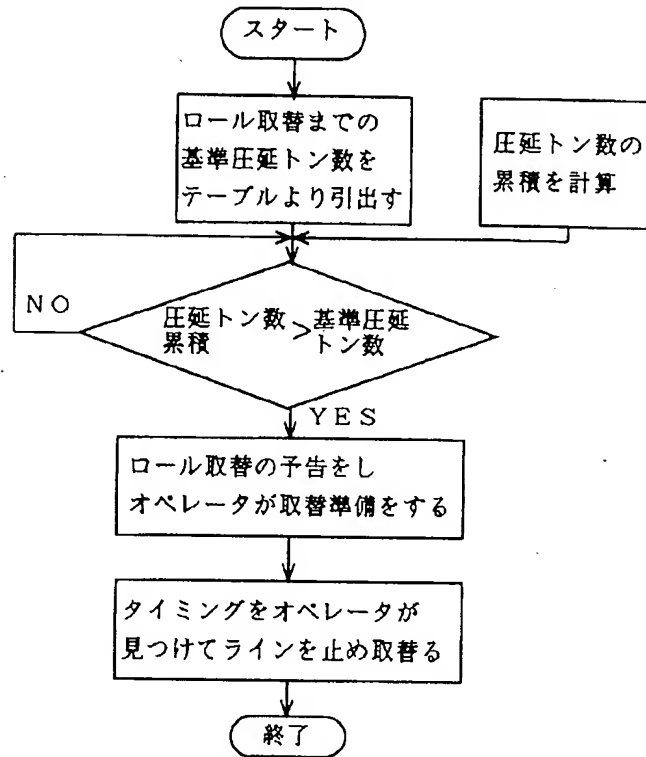 スタート
ロール取替までの
基準圧延トン数を
テーブルより引出す
圧延トン数の
累積を計算
NO
圧延トン数
累積
>
基準圧延
トン数
YES
ロール取替の予告をし
オペレータが取替準備をする
タイミングをオペレータが
見つけてラインを止め取替る
終了